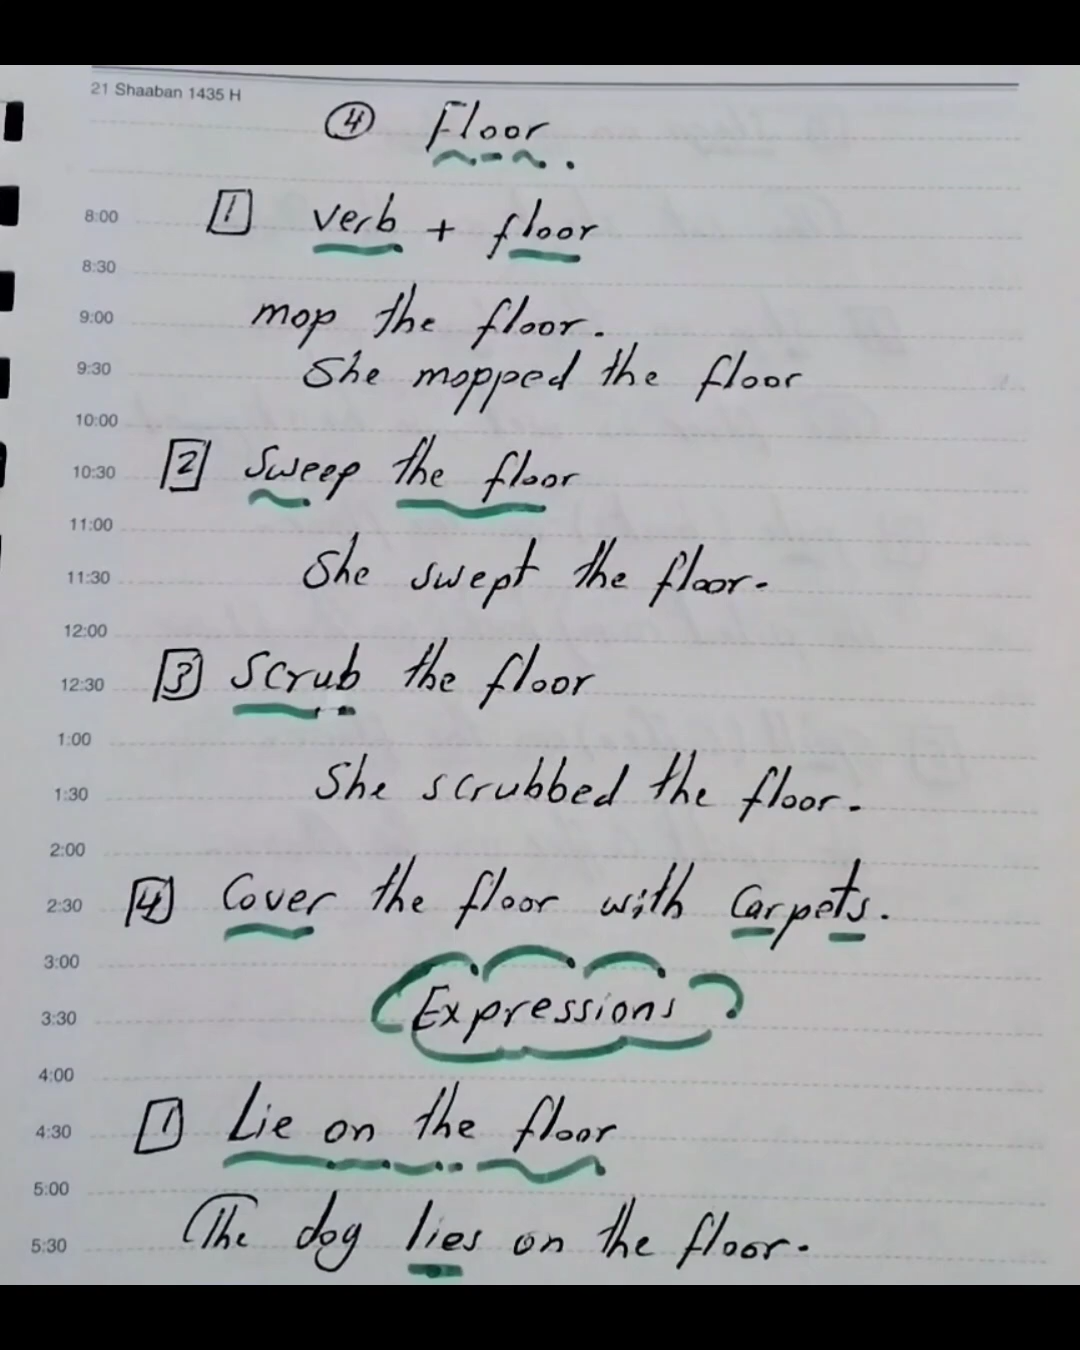 21 Shaaban 1435 H
④ Floor.
8:00 1 verb + floor
8:30
9:00 mop the floor.
9:30 She mopped the floor
10:00
10:30 2 Sweep the floor
11:00
11:30 She swept the floor.
12:00
12:30 3 Scrub the floor
1:00
1:30 She scrubbed the floor.
2:00
2:30 4 Cover the floor with carpets.
3:00
3:30 Expressions
4:00
4:30 1 Lie on the floor
5:00
5:30 The dog lies on the floor.